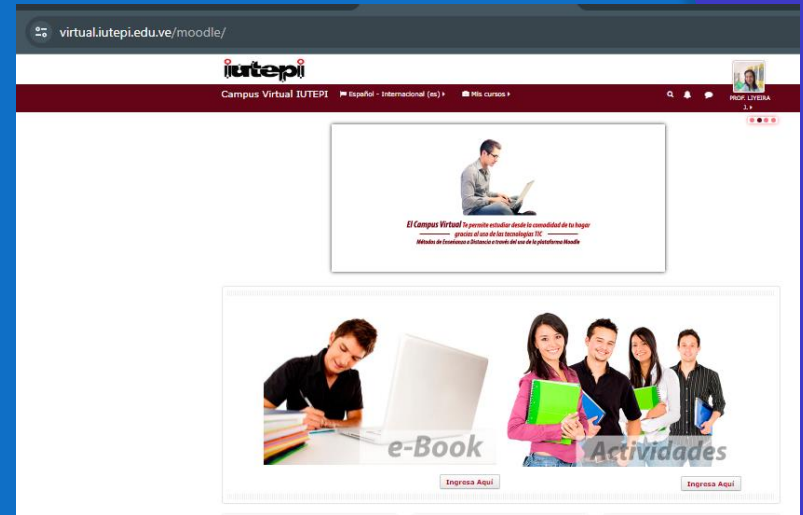 virtual.iutepi.edu.ve/moodle/
iutepi
Campus Virtual IUTEPI Español - Internacional (es) Mis cursos
PROF. LIYEIRA
J.
El Campus Virtual Te permite estudiar desde la comodidad de tu hogar
gracias al uso de las tecnologías TIC
Métodos de Enseñanza a Distancia a través del uso de la plataforma Moodle
e-Book
Actividades
Ingresa Aquí
Ingresa Aquí